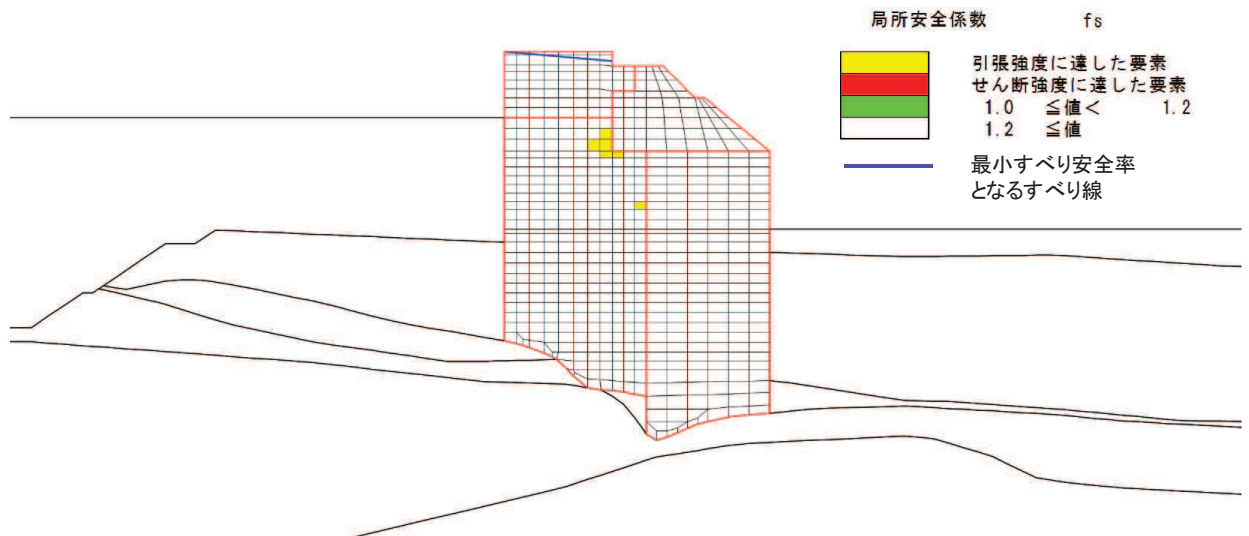 局所安全係数 fs
引張強度に達した要素
せん断強度に達した要素
1.0 ≦値< 1.2
1.2 ≦値
最小すべり安全率
となるすべり線